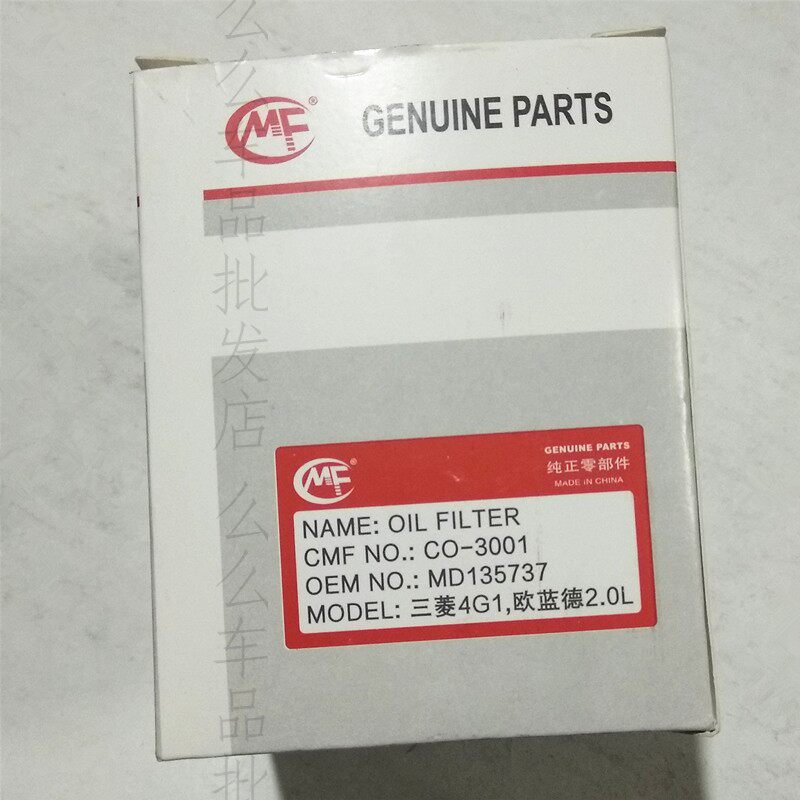 CMF®
GENUINE PARTS
CMF®
GENUINE PARTS
纯正零部件
MADE IN CHINA
NAME: OIL FILTER
CMF NO.: CO-3001
OEM NO.: MD135737
MODEL: 三菱4G1,欧蓝德2.0L
么么车品批发店
么么车品批